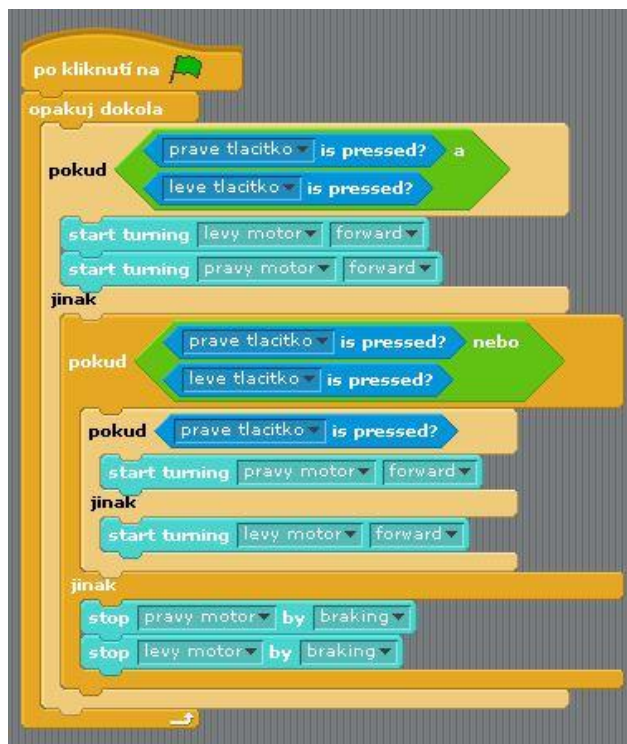 po kliknutí na
opakuj dokola
prave tlacitko is pressed? a
pokud
leve tlacitko is pressed?
start turning levy motor forward
start turning pravy motor forward
jinak
prave tlacitko is pressed? nebo
pokud
leve tlacitko is pressed?
pokud prave tlacitko is pressed?
start turning pravy motor forward
jinak
start turning levy motor forward
jinak
stop pravy motor by braking
stop levy motor by braking